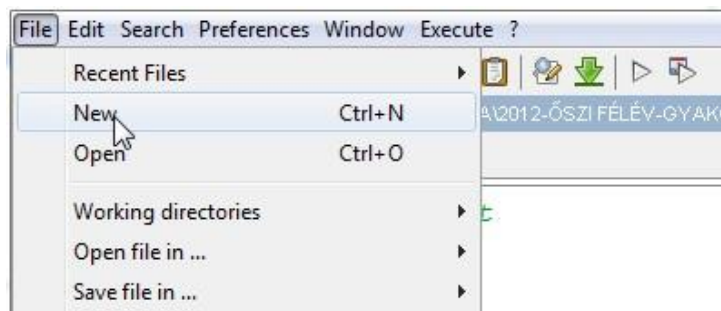 File Edit Search Preferences Window Execute ?
Recent Files
New Ctrl+N
A\2012-ŐSZI FÉLÉV-GYAK
Open Ctrl+O
Working directories
t
Open file in ...
Save file in ...